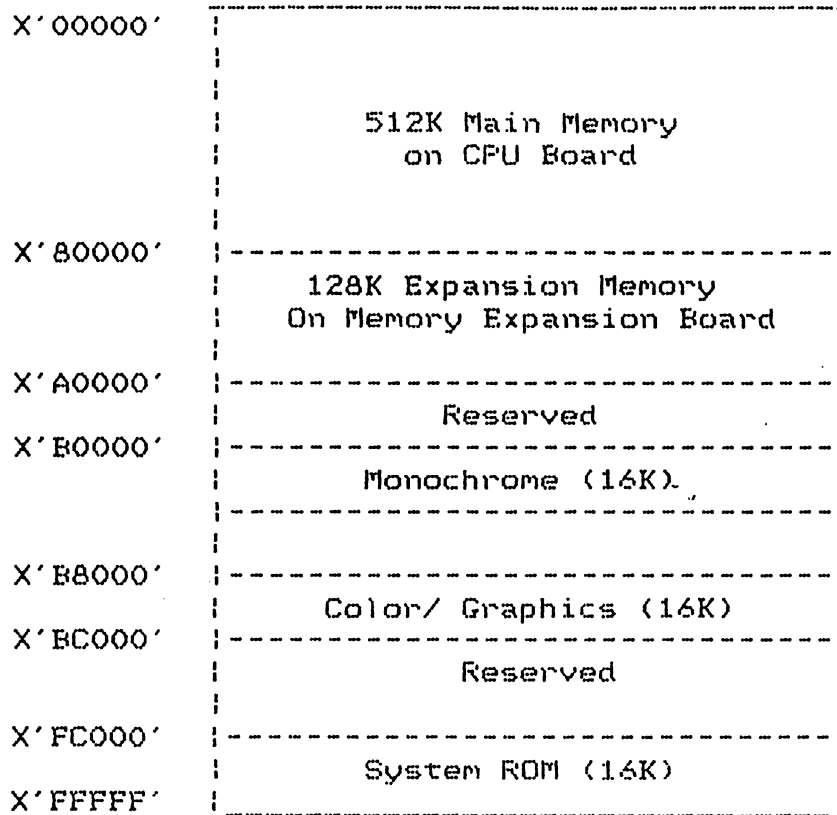 X'00000'
512K Main Memory
on CPU Board
X'80000'
128K Expansion Memory
On Memory Expansion Board
X'A0000'
Reserved
X'B0000'
Monochrome (16K)
X'B8000'
Color/ Graphics (16K)
X'BC000'
Reserved
X'FC000'
System ROM (16K)
X'FFFFF'